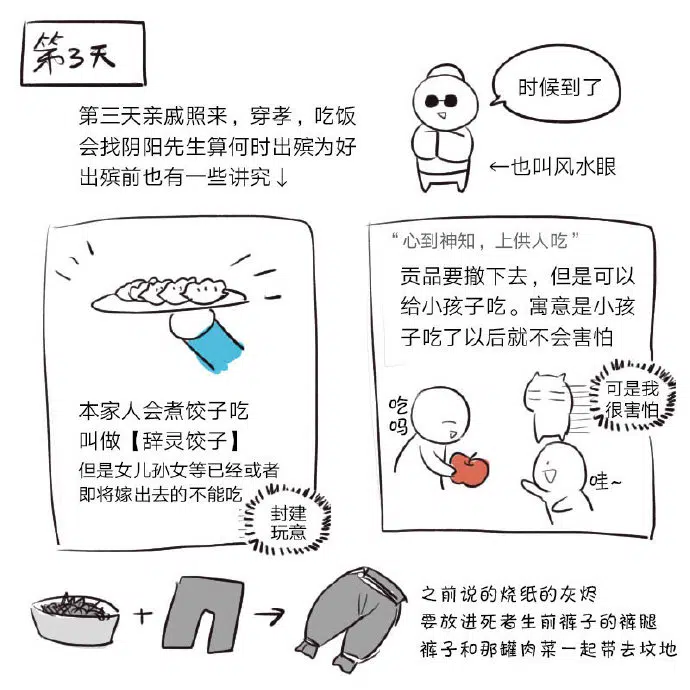 第3天
第三天亲戚照来，穿孝，吃饭
会找阴阳先生算何时出殡为好
出殡前也有一些讲究↓
时候到了
←也叫风水眼
本家人会煮饺子吃
叫做【辞灵饺子】
但是女儿孙女等已经或者
即将嫁出去的不能吃
封建
玩意
“心到神知，上供人吃”
贡品要撤下去，但是可以
给小孩子吃。寓意是小孩
子吃了以后就不会害怕
可是我
很害怕
吃
吗
哇~
之前说的烧纸的灰烬
要放进死者生前裤子的裤腿
裤子和那罐肉菜一起带去坟地